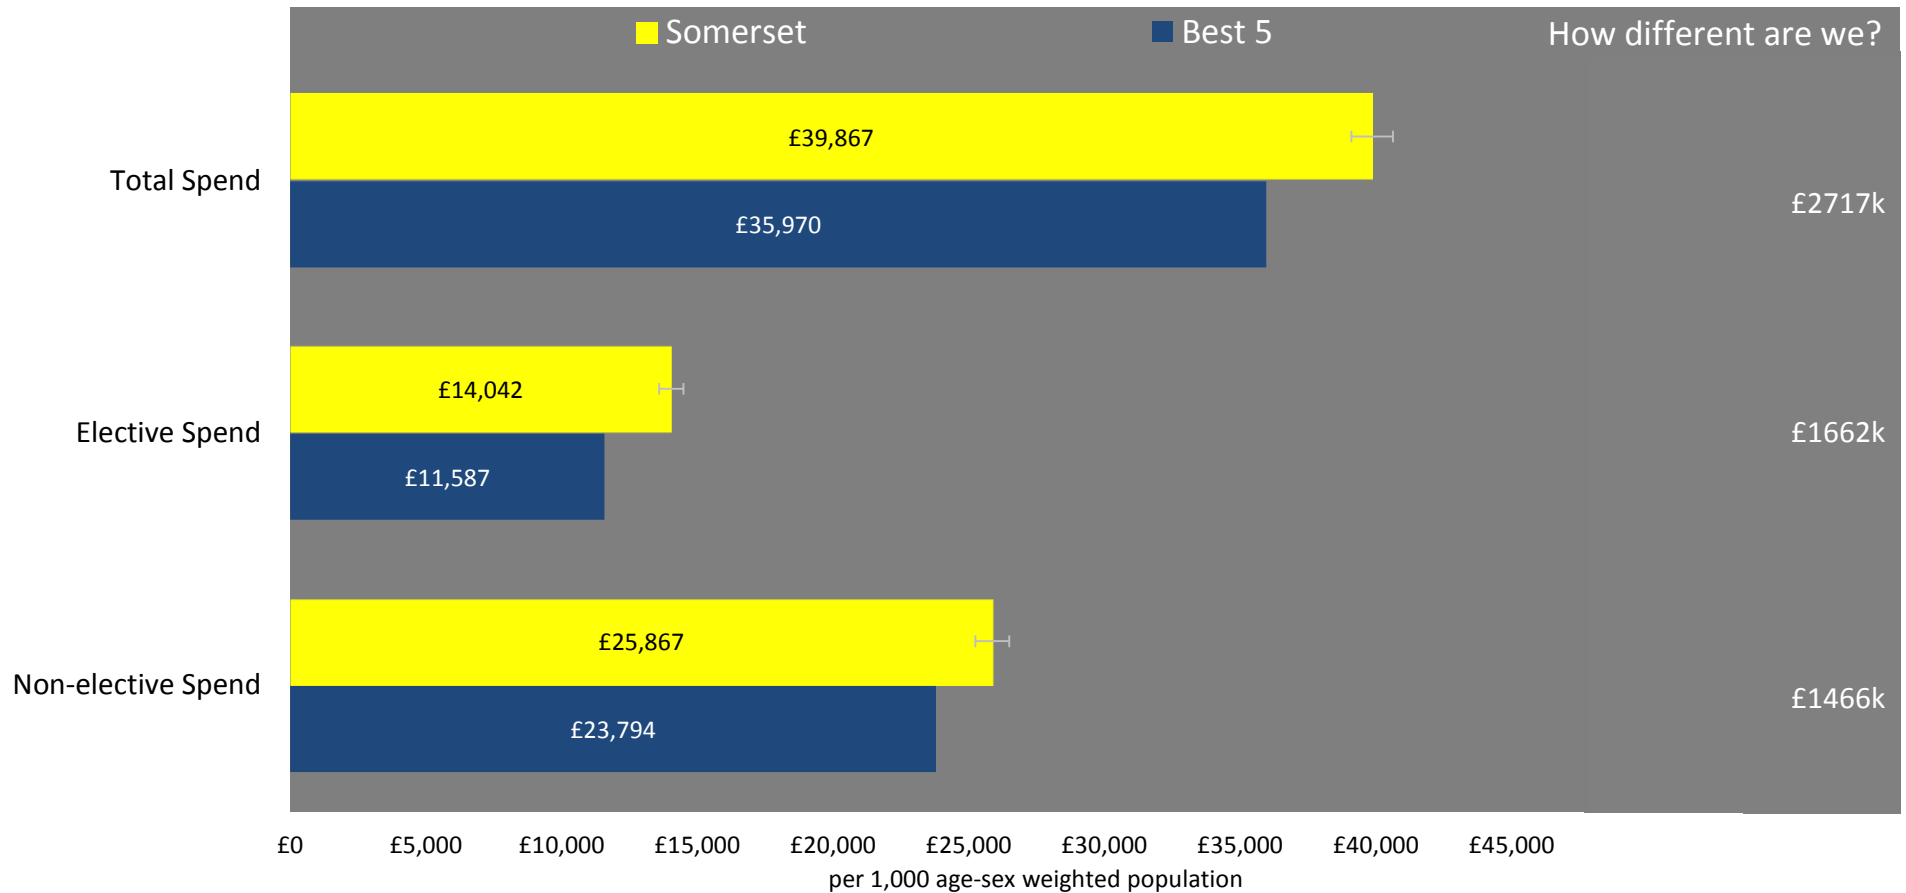 Somerset Best 5 How different are we?
Total Spend
£39,867
£35,970
£2717k
Elective Spend
£14,042
£11,587
£1662k
Non-elective Spend
£25,867
£23,794
£1466k
£0 £5,000 £10,000 £15,000 £20,000 £25,000 £30,000 £35,000 £40,000 £45,000
per 1,000 age-sex weighted population